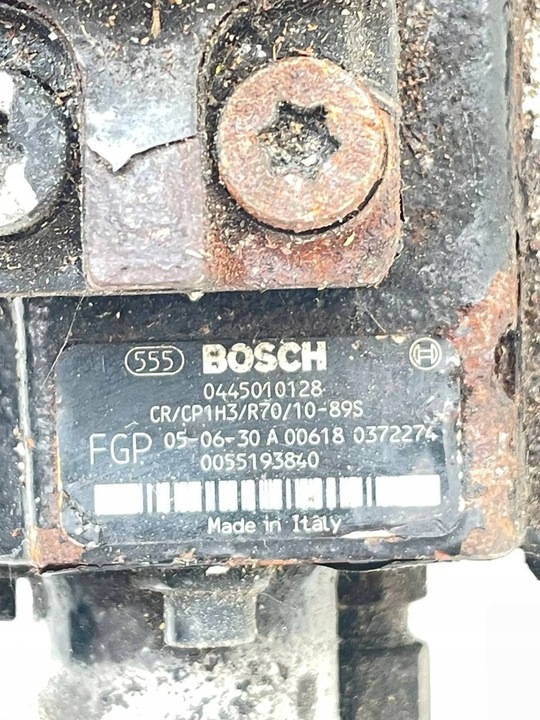 555 BOSCH
0445010128
CR/CP1H3/R70/10-89S
FGP 05-06-30 A 00618 0372274
0055193840
Made in Italy